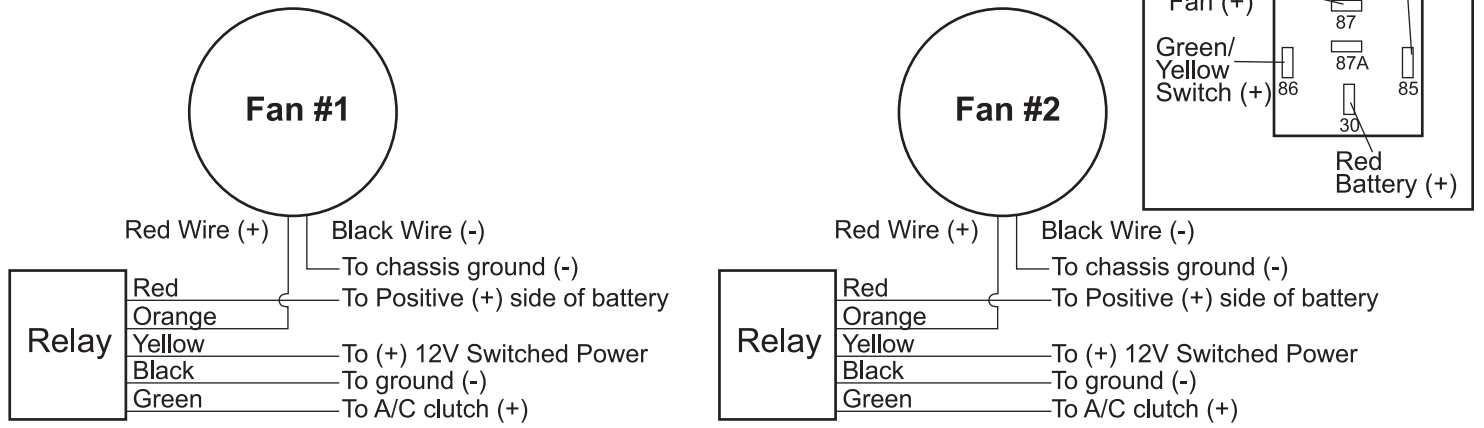 Fan #1
Red Wire (+)
Black Wire (-)
To chassis ground (-)
Red
To Positive (+) side of battery
Orange
Relay
Yellow
To (+) 12V Switched Power
Black
To ground (-)
Green
To A/C clutch (+)
Fan #2
Red Wire (+)
Black Wire (-)
To chassis ground (-)
Red
To Positive (+) side of battery
Orange
Relay
Yellow
To (+) 12V Switched Power
Black
To ground (-)
Green
To A/C clutch (+)
Fan (+)
87
Green/
Yellow
Switch (+)
87A
86
85
30
Red
Battery (+)